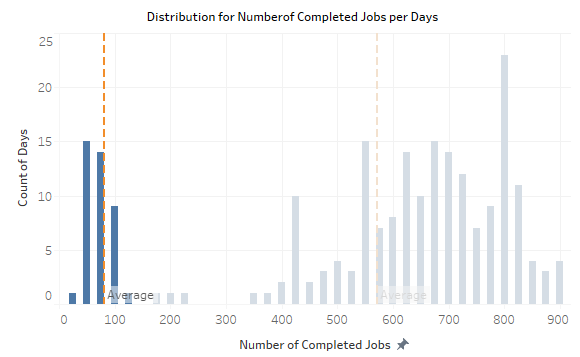 Distribution for Numberof Completed Jobs per Days
25
20
15
10
5
0
Count of Days
Average
Average
0 100 200 300 400 500 600 700 800 900
Number of Completed Jobs